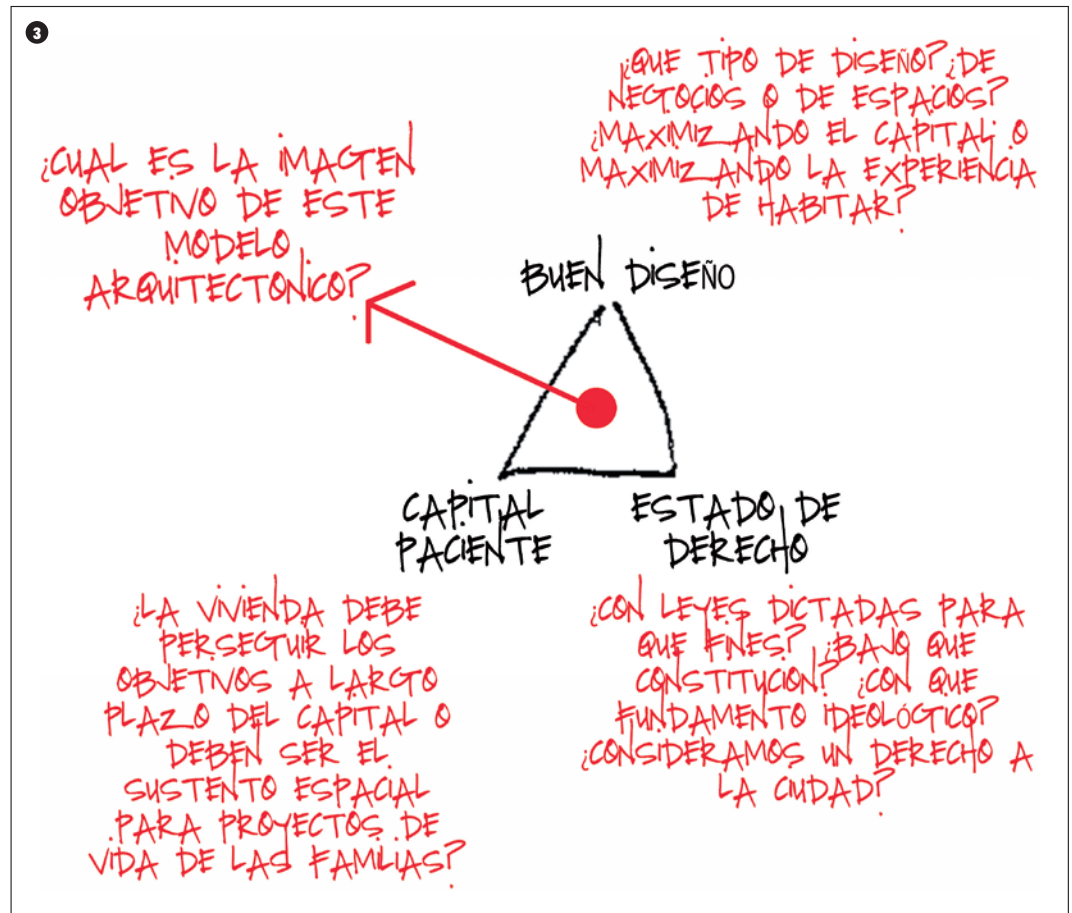 3
¿QUE TIPO DE DISEÑO? ¿DE
NEGOCIOS O DE ESPACIOS?
¿MAXIMIZANDO EL CAPITAL; O
MAXIMIZANDO LA EXPERIENCIA
DE HABITAR?
¿CUAL ES LA IMAGEN
OBJETIVO DE ESTE
MODELO
ARQUITECTONICO?
BUEN DISEÑO
CAPITAL
PACIENTE
ESTADO DE
DERECHO
¿LA VIVIENDA DEBE
PERSEGUIR LOS
OBJETIVOS A LARGO
PLAZO DEL CAPITAL O
DEBEN SER EL
SUSTENTO ESPACIAL
PARA PROYECTOS DE
VIDA DE LAS FAMILIAS?
¿CON LEYES DICTADAS PARA
QUE FINES? ¿BAJO QUE
CONSTITUCION? ¿CON QUE
FUNDAMENTO IDEOLÓGICO?
¿CONSIDERAMOS UN DERECHO A
LA CIUDAD?